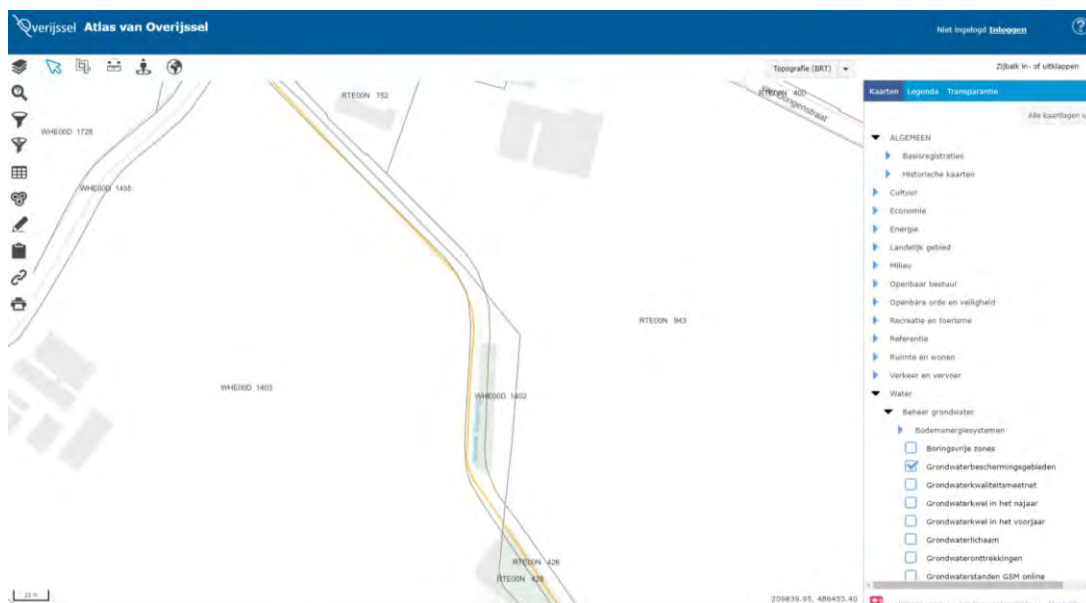 overijssel Atlas van Overijssel
Niet ingelogd Inloggen
Topografie (BRT)
Zijbalk in- of uitklappen
Kaarten Legenda Transparantie
Alle kaartlagen u
ALGEMEEN
Basisregistraties
Historische kaarten
Cultuur
Economie
Energie
Landelijk gebied
Milieu
Openbaar bestuur
Openbare orde en veiligheid
Recreatie en toerisme
Referentie
Ruimte en wonen
Verkeer en vervoer
Water
Beheer grondwater
Bodemenergiesystemen
Boringsvrije zones
Grondwaterbeschermingsgebieden
Grondwaterkwaliteitsmeetnet
Grondwaterkwel in het najaar
Grondwaterkwel in het voorjaar
Grondwaterlichaam
Grondwateronttrekkingen
Grondwaterstanden GSM online
RTE00N 752
RTE00N 400
WHE00D 1728
WHE00D 1455
RTE00N 943
WHE00D 1403
WHE00D 1402
RTE00N 426
RTE00N 428
20 m
209839.95, 486453.40